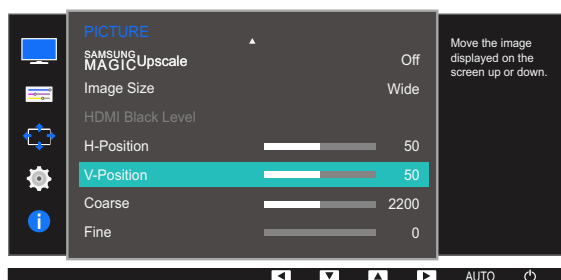 PICTURE
SAMSUNG
MAGICUpscale Off
Image Size Wide
HDMI Black Level
H-Position 50
V-Position 50
Coarse 2200
Fine 0
Move the image
displayed on the
screen up or down.
AUTO